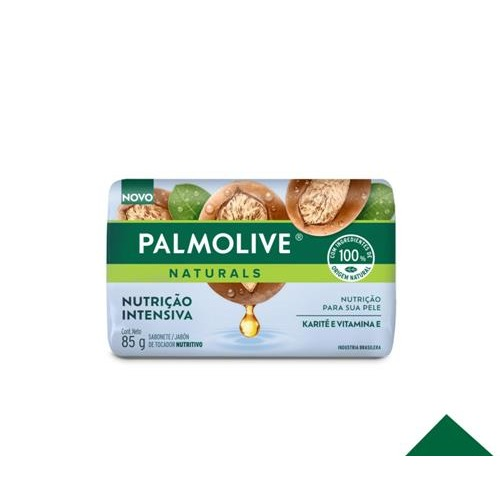 NOVO
PALMOLIVE®
NATURALS
COM INGREDIENTES DE
100%
ORIGEM NATURAL
NUTRIÇÃO
INTENSIVA
Cont. Neto
85 g
SABONETE / JABÓN
DE TOCADOR NUTRITIVO
NUTRIÇÃO
PARA SUA PELE
KARITÉ E VITAMINA E
INDÚSTRIA BRASILEIRA